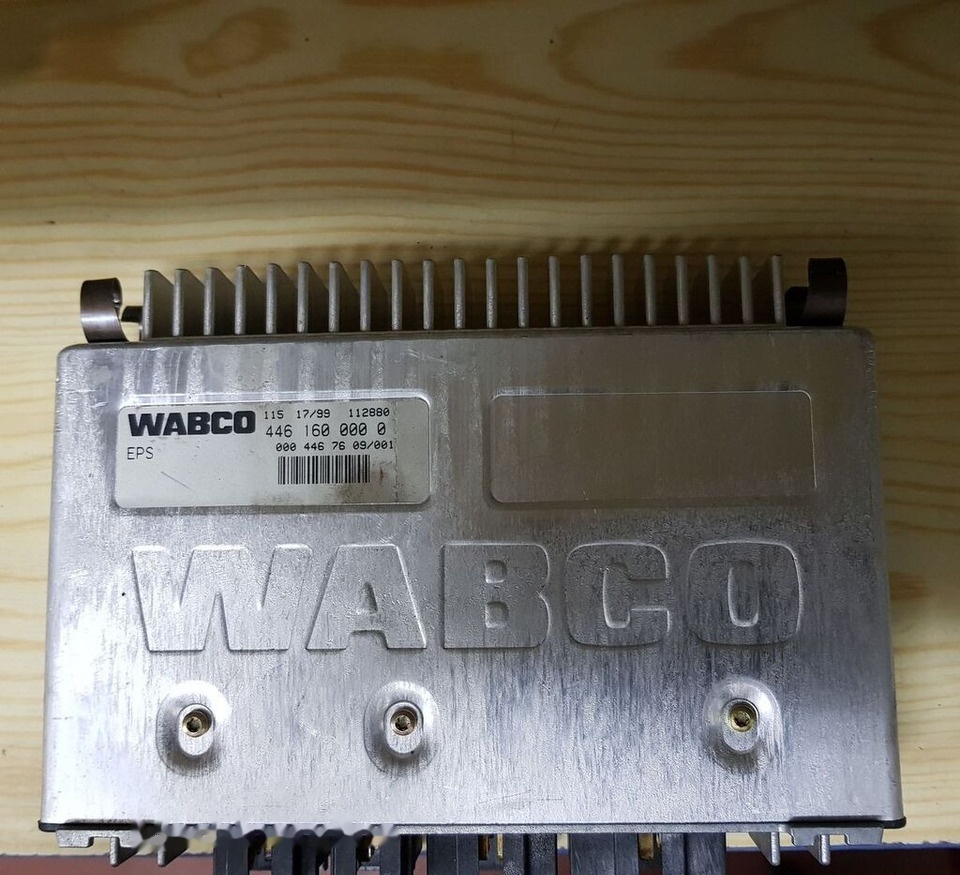 WABCO 115 17/99 112880
446 160 000 0
EPS 000 446 76 09/001
WABCO